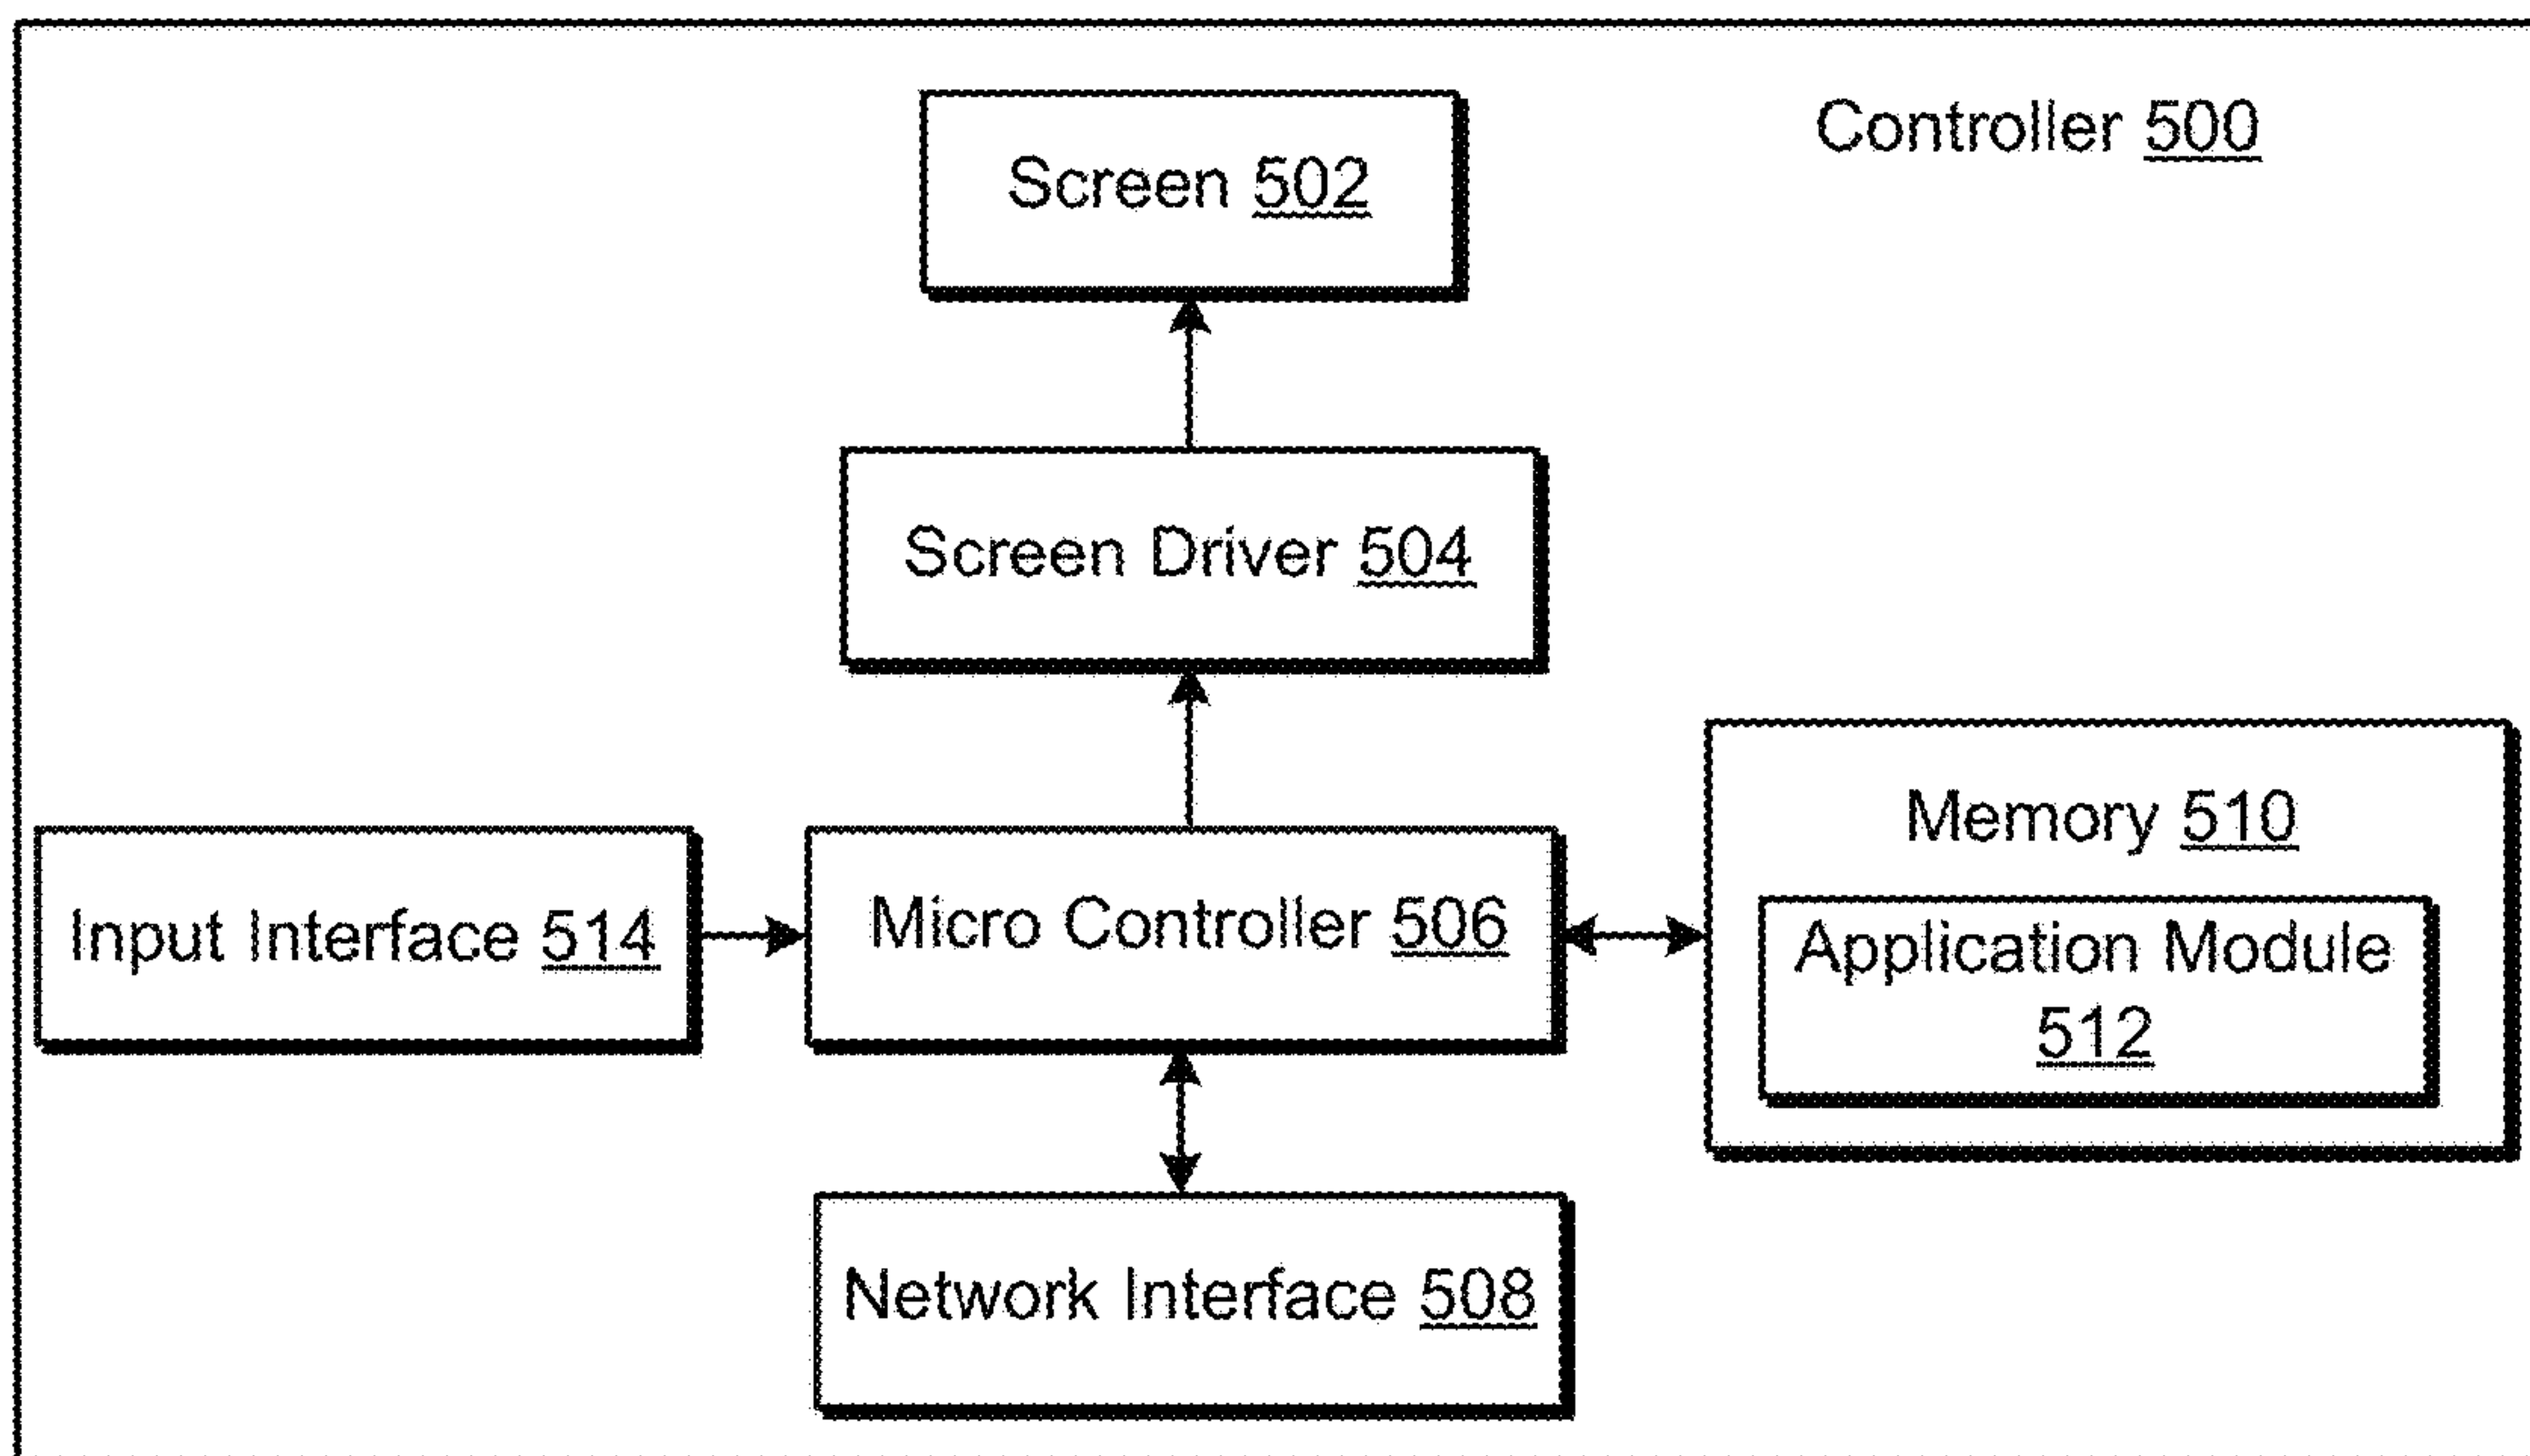 Controller 500
Screen 502
Screen Driver 504
Memory 510
Input Interface 514
Micro Controller 506
Application Module
512
Network Interface 508